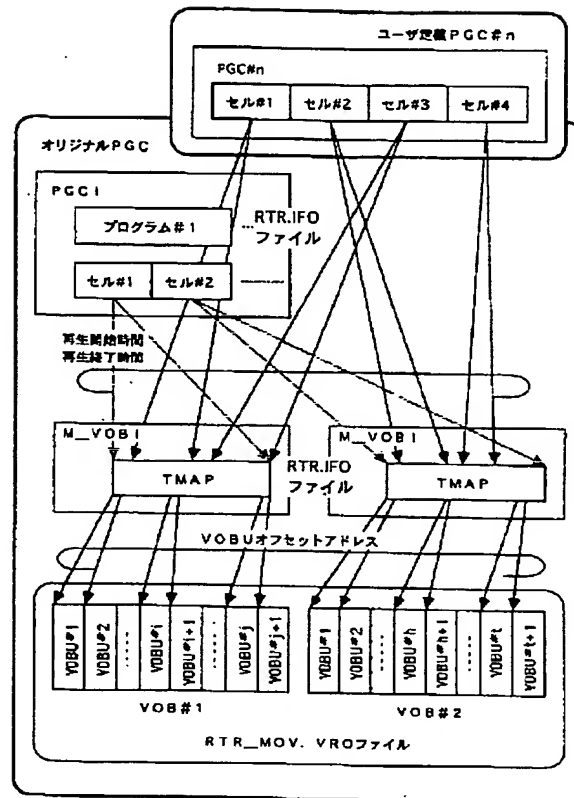 ユーザ定義PGC#n
PGC#n
セル#1 セル#2 セル#3 セル#4
オリジナルPGC
PGCI
プログラム#1 ...
RTR.IFO
ファイル
セル#1 セル#2
再生開始時間
再生終了時間
M_VOBI
TMAP
RTR.IFO
ファイル
M_VOBI
TMAP
VOBUオフセットアドレス
VOBU#1 VOBU#2 ..... VOBU#i VOBU#i+1 ..... VOBU#j VOBU#j+1
VOBU#1 VOBU#2 ..... VOBU#h VOBU#h+1 ..... VOBU#t VOBU#t+1
VOB#1
VOB#2
RTR_MOV. VROファイル